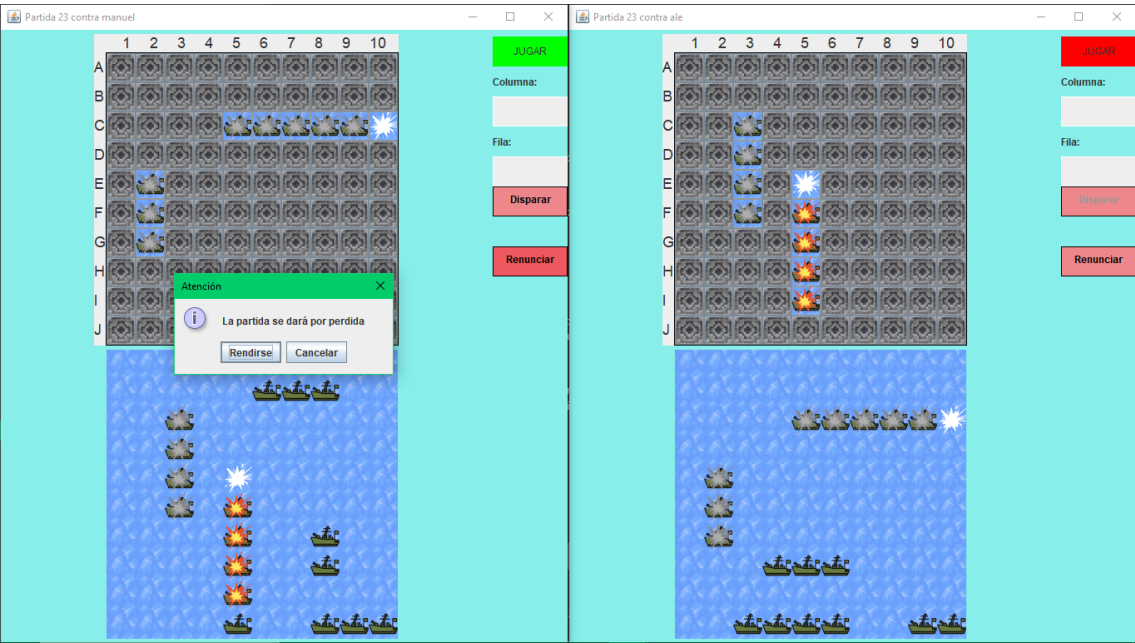 Partida 23 contra manuel
1 2 3 4 5 6 7 8 9 10
A
B
C
D
E
F
G
H
I
J
JUGAR
Columna:
Fila:
Disparar
Renunciar
Atención
La partida se dará por perdida
Rendirse Cancelar
Partida 23 contra ale
1 2 3 4 5 6 7 8 9 10
A
B
C
D
E
F
G
H
I
J
JUGAR
Columna:
Fila:
Disparar
Renunciar